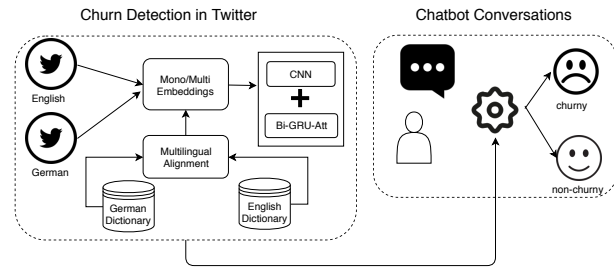 Churn Detection in Twitter
Chatbot Conversations
English
German
Mono/Multi
Embeddings
CNN
Bi-GRU-Att
Multilingual
Alignment
German
Dictionary
English
Dictionary
churny
non-churny